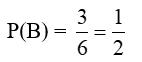 P(B) = 3/6 = 1/2